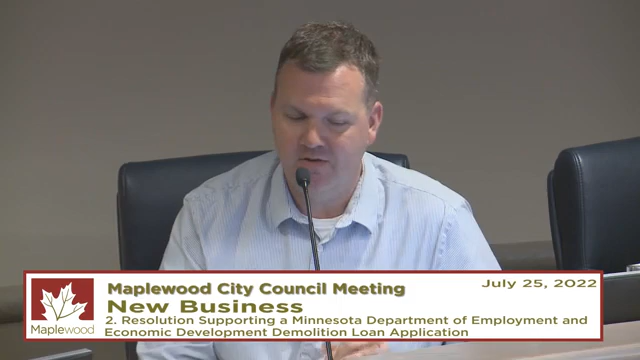 Maplewood City Council Meeting
July 25, 2022
New Business
2. Resolution Supporting a Minnesota Department of Employment and
Economic Development Demolition Loan Application
Maplewood